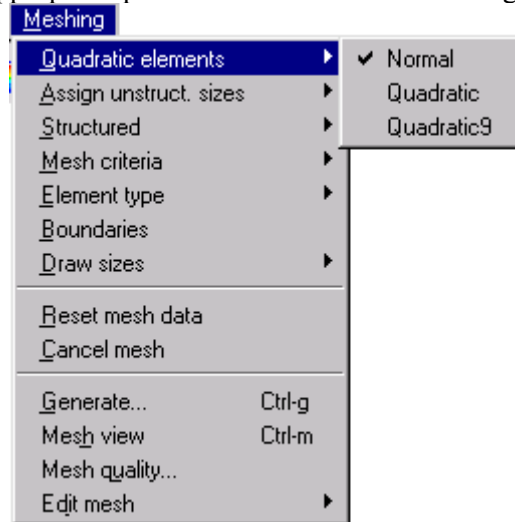 Meshing
Quadratic elements
Normal
Assign unstruct. sizes
Quadratic
Structured
Quadratic9
Mesh criteria
Element type
Boundaries
Draw sizes
Reset mesh data
Cancel mesh
Generate... Ctrl-g
Mesh view Ctrl-m
Mesh quality...
Edit mesh